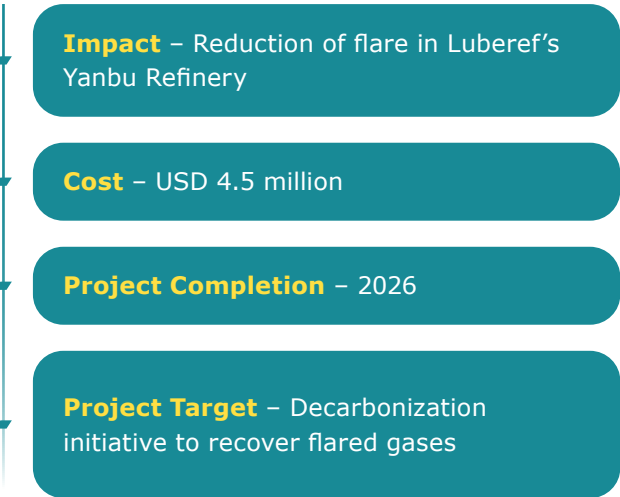 Impact – Reduction of flare in Luberef’s
Yanbu Refinery
Cost – USD 4.5 million
Project Completion – 2026
Project Target – Decarbonization
initiative to recover flared gases